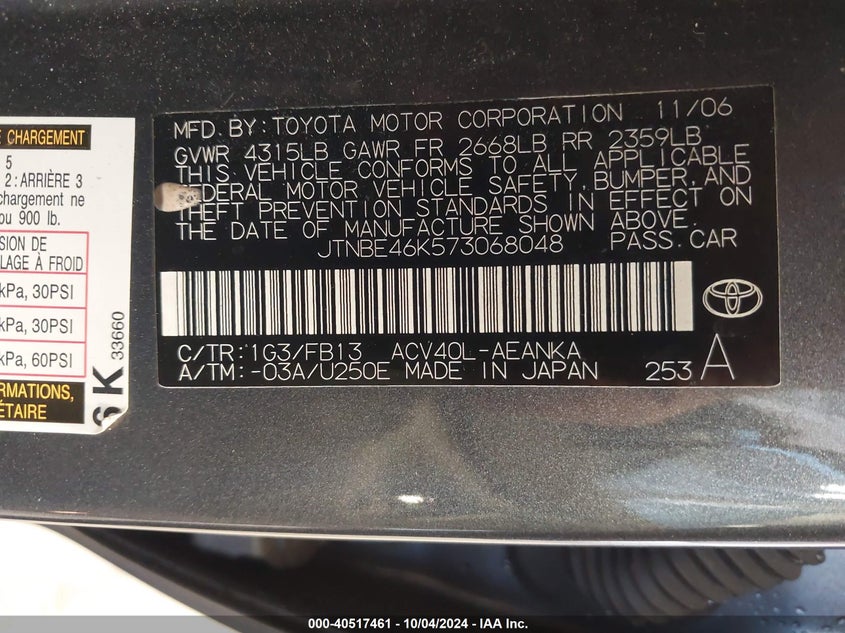 E CHARGEMENT
5
2 : ARRIÈRE 3
chargement ne
ou 900 lb.
SION DE
LAGE À FROID
kPa, 30PSI
kPa, 30PSI
kPa, 60PSI
ORMATIONS,
ÉTAIRE
6K 33660
MFD. BY: TOYOTA MOTOR CORPORATION 11/06
GVWR 4315LB GAWR FR 2668LB RR 2359LB
THIS VEHICLE CONFORMS TO ALL APPLICABLE
FEDERAL MOTOR VEHICLE SAFETY, BUMPER, AND
THEFT PREVENTION STANDARDS IN EFFECT ON
THE DATE OF MANUFACTURE SHOWN ABOVE.
JTNBE46K573068048 PASS. CAR
C/TR: 1G3/FB13 ACV40L-AEANKA
A/TM: -03A/U250E MADE IN JAPAN 253 A
000-40517461 - 10/04/2024 - IAA Inc.